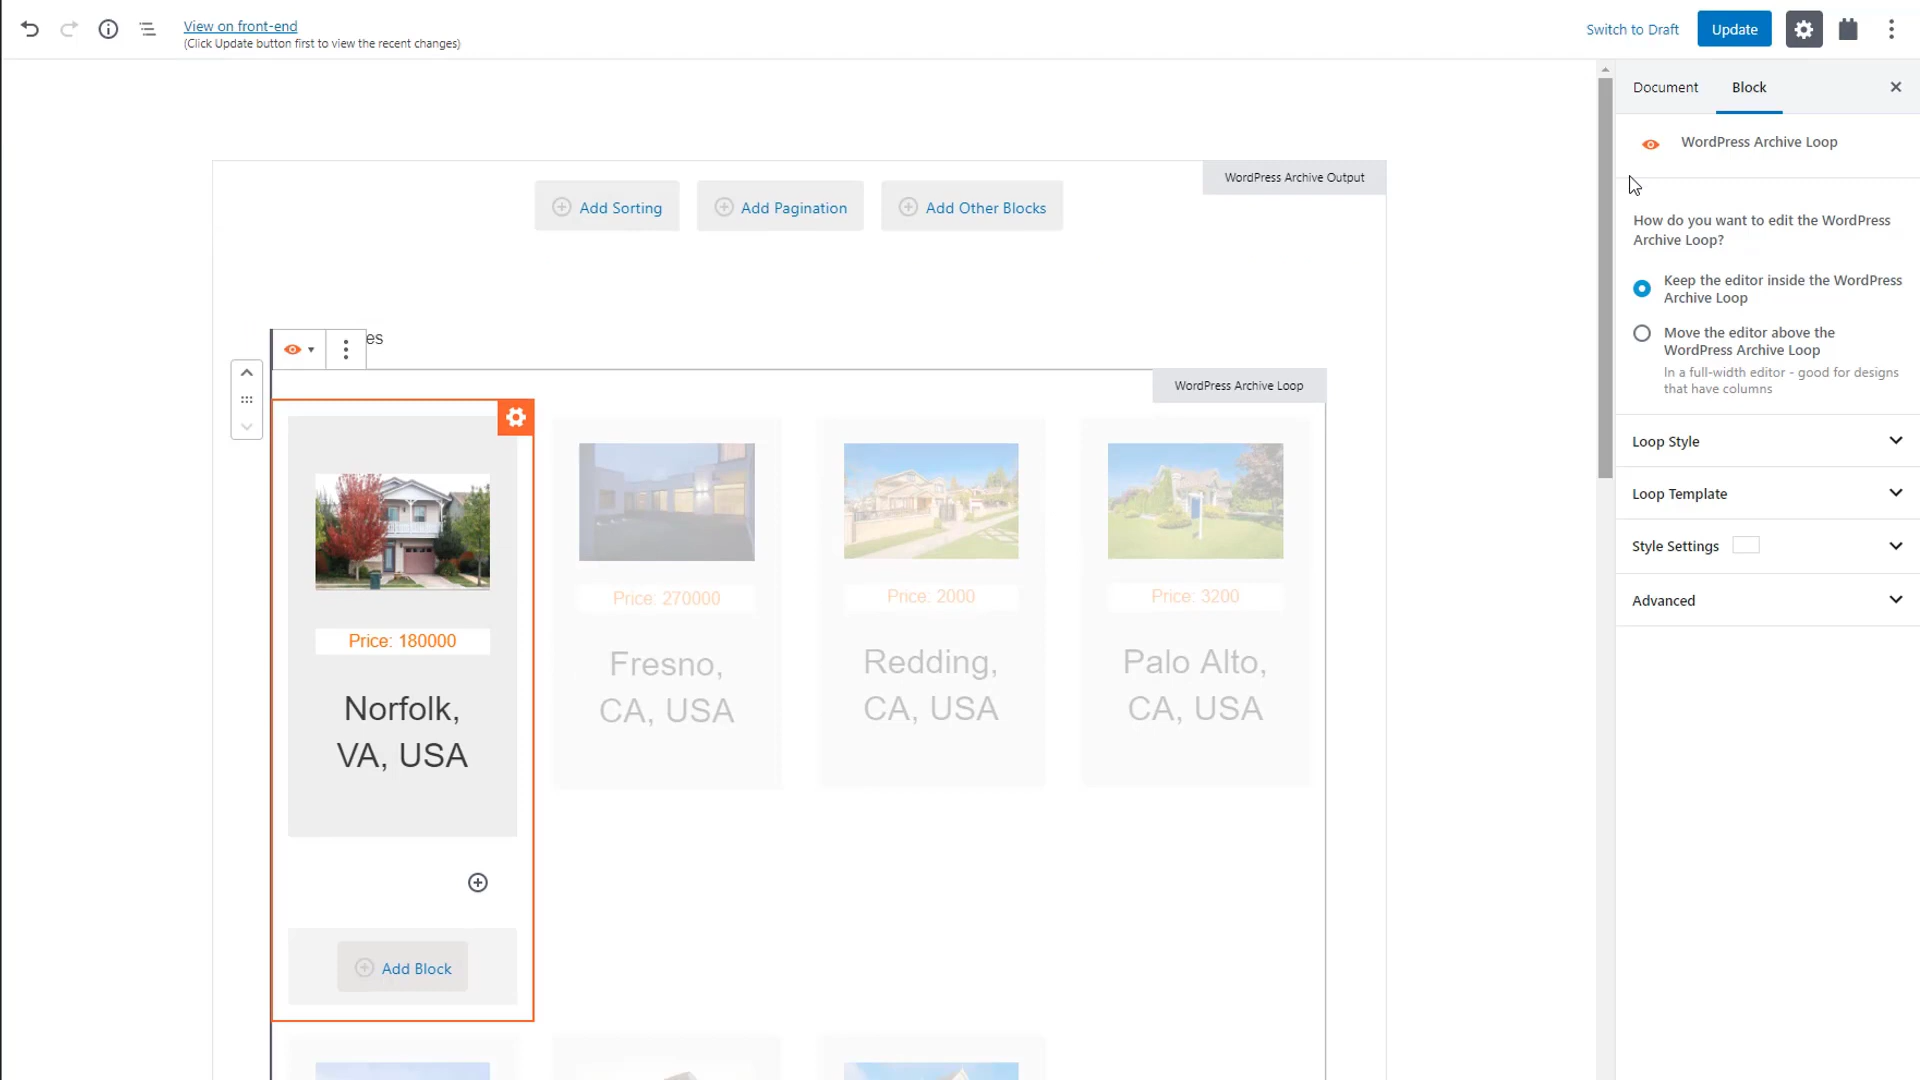 View on front-end
(Click Update button first to view the recent changes)
Switch to Draft
Update
Document
Block
WordPress Archive Loop
How do you want to edit the WordPress
Archive Loop?
Keep the editor inside the WordPress
Archive Loop
Move the editor above the
WordPress Archive Loop
In a full-width editor - good for designs
that have columns
Loop Style
Loop Template
Style Settings
Advanced
WordPress Archive Output
Add Sorting
Add Pagination
Add Other Blocks
es
WordPress Archive Loop
Price: 180000
Norfolk,
VA, USA
Add Block
Price: 270000
Fresno,
CA, USA
Price: 2000
Redding,
CA, USA
Price: 3200
Palo Alto,
CA, USA